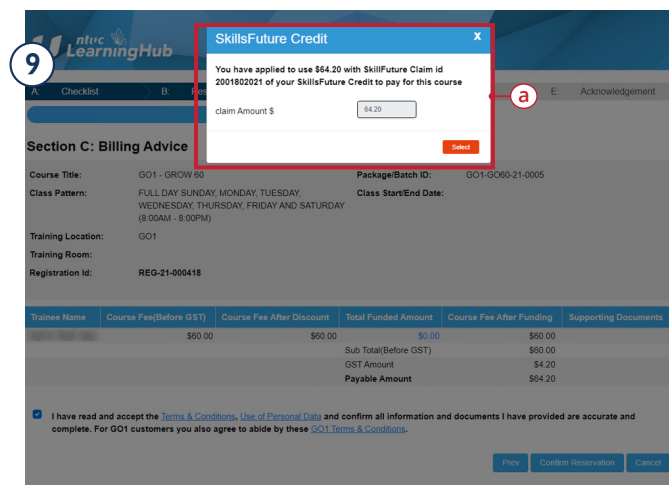 9
ntuc
LearningHub
SkillsFuture Credit
X
You have applied to use $64.20 with SkillFuture Claim id
2001802021 of your SkillsFuture Credit to pay for this course
claim Amount $
64.20
Select
a
A: Checklist
B: Res
E: Acknowledgement
Section C: Billing Advice
Course Title: GO1 - GROW 60 Package/Batch ID: GO1-GO60-21-0005
Class Pattern: FULL DAY SUNDAY, MONDAY, TUESDAY, Class Start/End Date:
WEDNESDAY, THURSDAY, FRIDAY AND SATURDAY
(8:00AM - 8:00PM)
Training Location: GO1
Training Room:
Registration Id: REG-21-000418
Trainee Name Course Fee(Before GST) Course Fee After Discount Total Funded Amount Course Fee After Funding Supporting Documents
$60.00 $60.00 $0.00 $60.00
Sub Total(Before GST) $60.00
GST Amount $4.20
Payable Amount $64.20
I have read and accept the Terms & Conditions, Use of Personal Data and confirm all information and documents I have provided are accurate and
complete. For GO1 customers you also agree to abide by these GO1 Terms & Conditions.
Prev Confirm Reservation Cancel